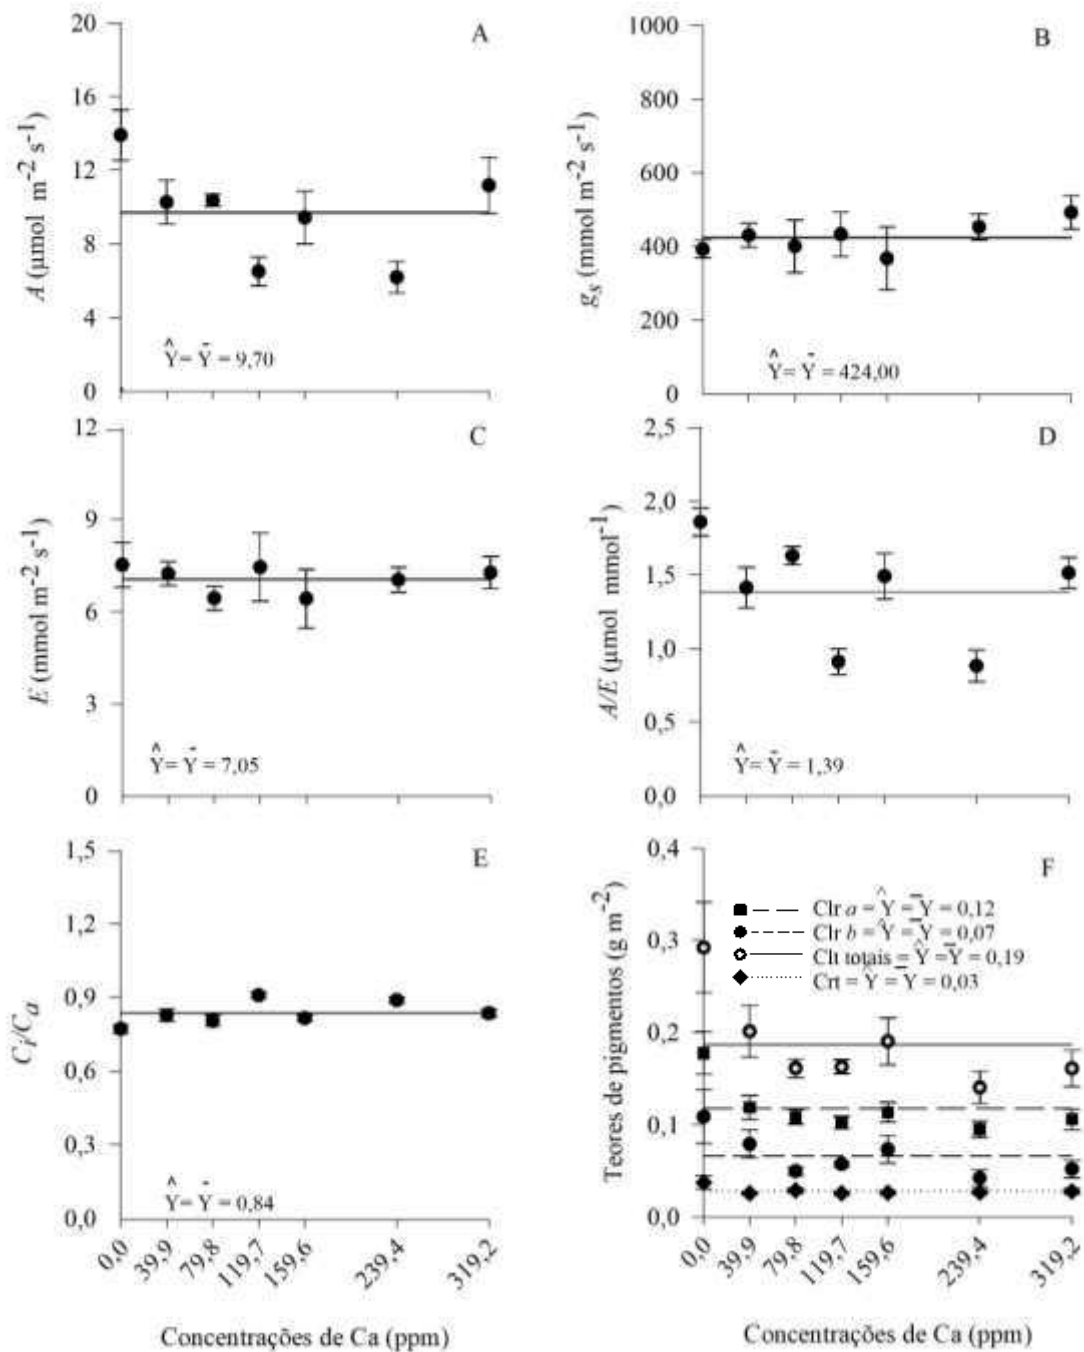 A
20
16
12
8
4
0
A (µmol m-2 s-1)
Ŷ= Ȳ = 9,70
B
1000
800
600
400
200
0
gs (mmol m-2 s-1)
Ŷ= Ȳ = 424,00
C
12
9
6
3
0
E (mmol m-2 s-1)
Ŷ= Ȳ = 7,05
D
2,5
2,0
1,5
1,0
0,5
0,0
A/E (µmol mmol-1)
Ŷ= Ȳ = 1,39
E
1,5
1,2
0,9
0,6
0,3
0,0
Ci/Ca
Ŷ= Ȳ = 0,84
0,0 39,9 79,8 119,7 159,6 239,4 319,2
Concentrações de Ca (ppm)
F
0,4
0,3
0,2
0,1
0,0
Teores de pigmentos (g m-2)
Clr a = Ŷ = Ȳ = 0,12
Clr b = Ŷ = Ȳ = 0,07
Clt totais = Ŷ = Ȳ = 0,19
Crt = Ŷ = Ȳ = 0,03
0,0 39,9 79,8 119,7 159,6 239,4 319,2
Concentrações de Ca (ppm)